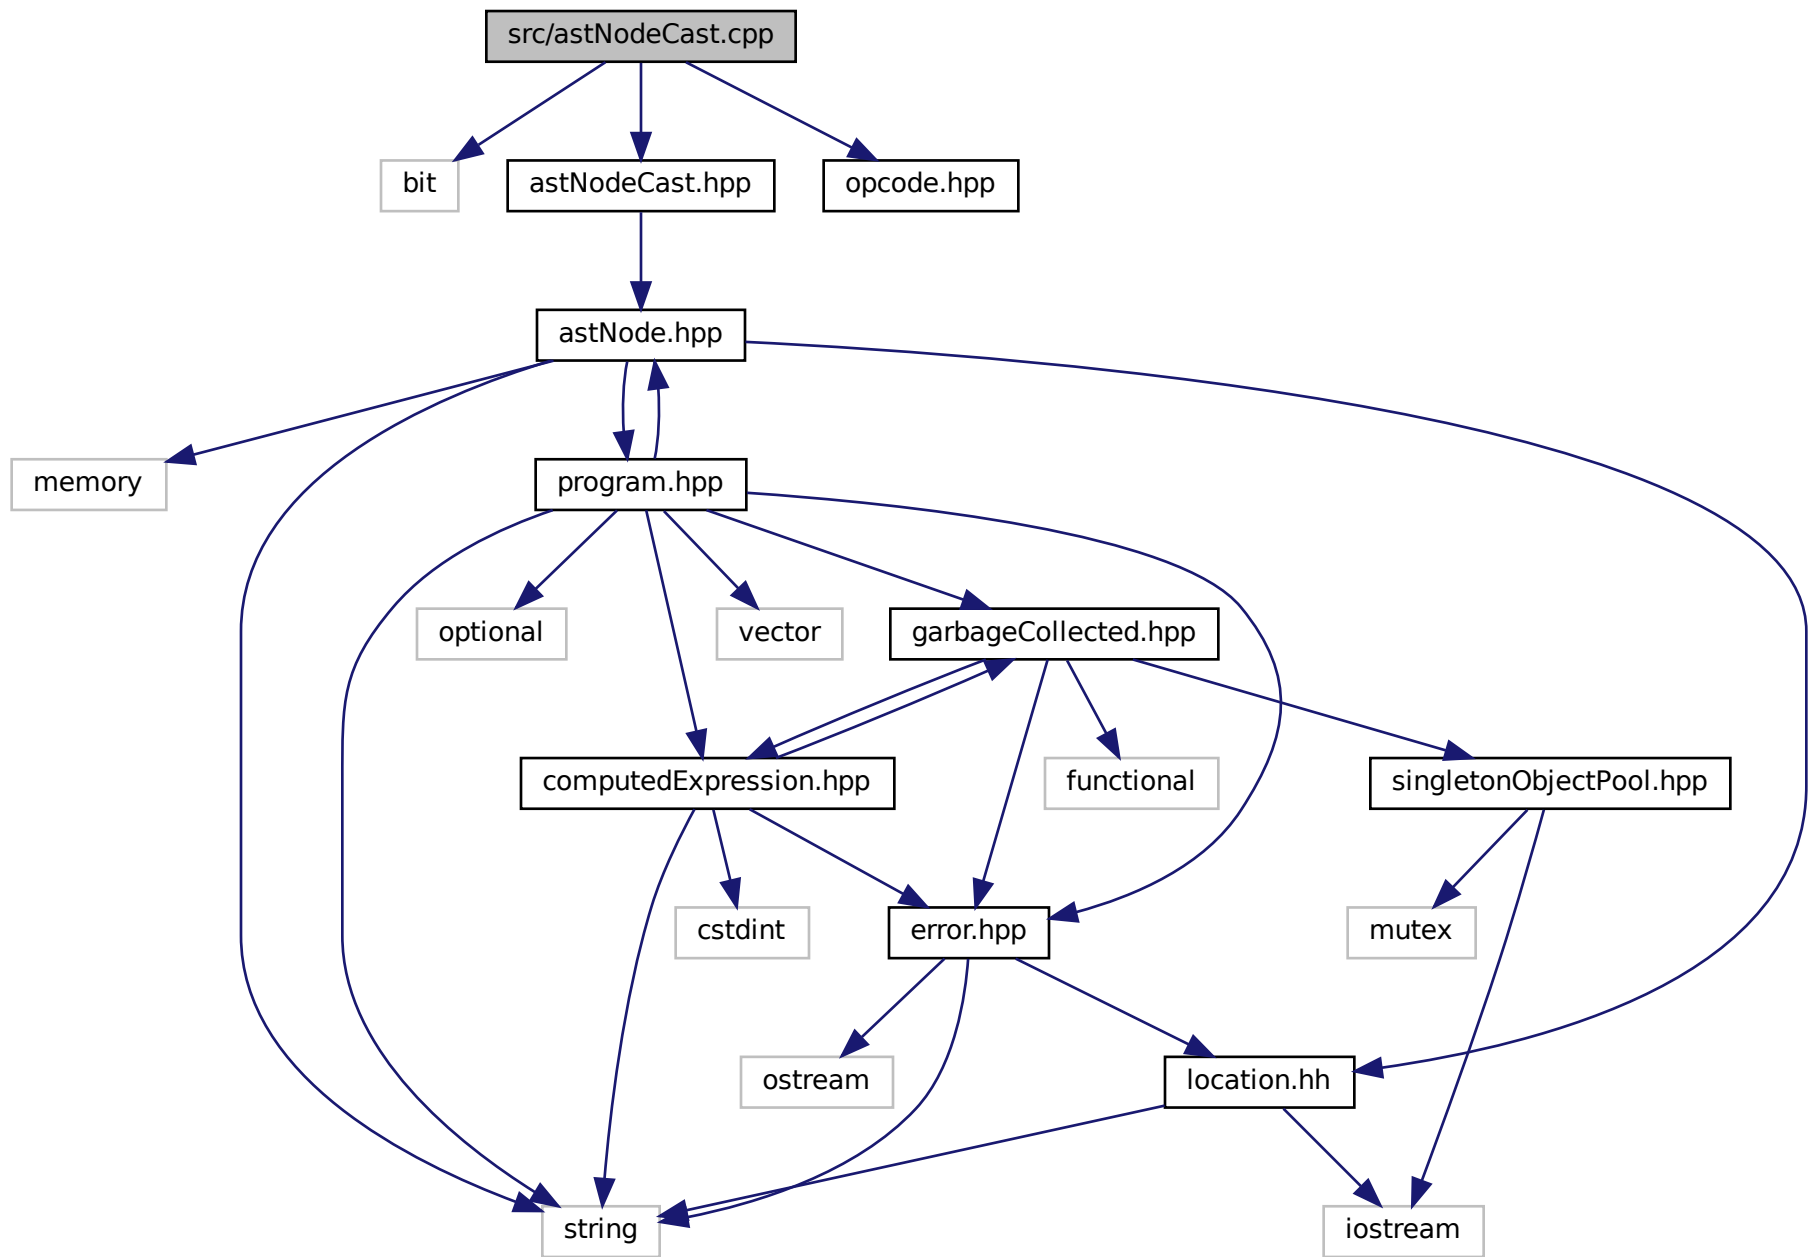 src/astNodeCast.cpp
bit
astNodeCast.hpp
opcode.hpp
astNode.hpp
memory
program.hpp
optional
vector
garbageCollected.hpp
computedExpression.hpp
functional
singletonObjectPool.hpp
cstdint
error.hpp
mutex
ostream
location.hh
string
iostream